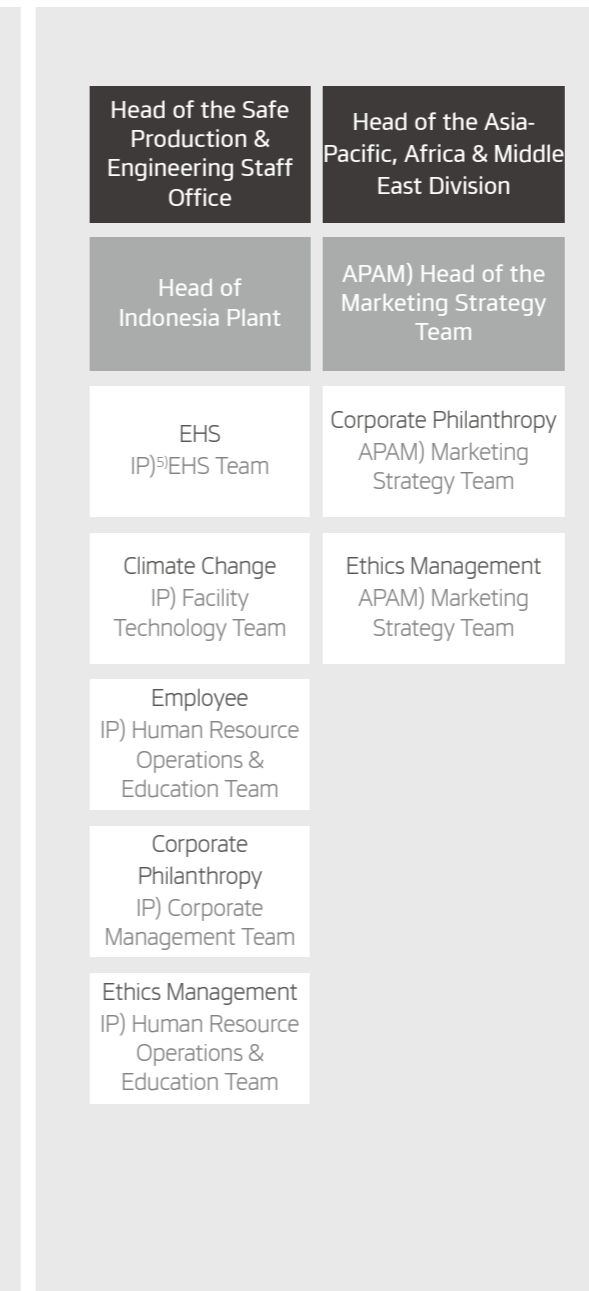 Head of the Safe
Production &
Engineering Staff
Office
Head of
Indonesia Plant
EHS
IP)5)EHS Team
Climate Change
IP) Facility
Technology Team
Employee
IP) Human Resource
Operations &
Education Team
Corporate
Philanthropy
IP) Corporate
Management Team
Ethics Management
IP) Human Resource
Operations &
Education Team
Head of the Asia-
Pacific, Africa & Middle
East Division
APAM) Head of the
Marketing Strategy
Team
Corporate Philanthropy
APAM) Marketing
Strategy Team
Ethics Management
APAM) Marketing
Strategy Team